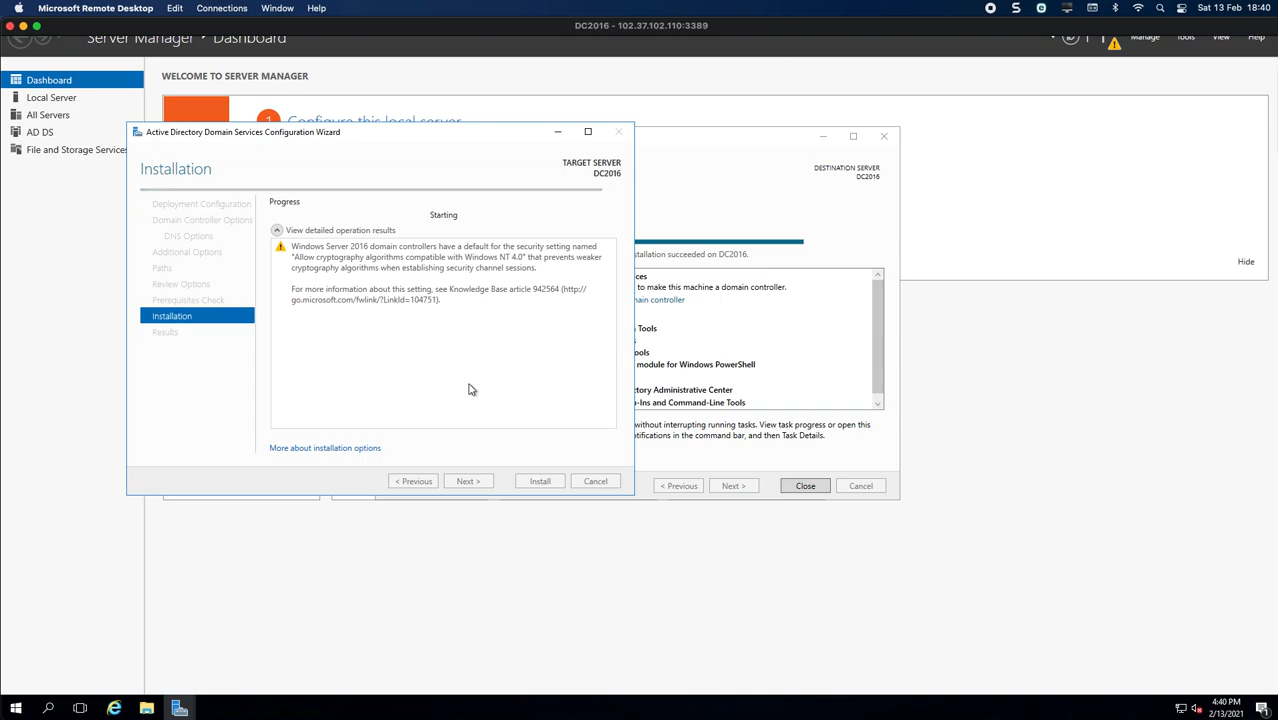 Microsoft Remote Desktop Edit Connections Window Help Sat 13 Feb 18:40
DC2016 - 102.37.102.110:3389
Server Manager Dashboard Manage Tools View Help
Dashboard
Local Server
All Servers
AD DS
File and Storage Services
WELCOME TO SERVER MANAGER
1 Configure this local server
Hide
Active Directory Domain Services Configuration Wizard
Installation
TARGET SERVER
DC2016
Deployment Configuration
Domain Controller Options
DNS Options
Additional Options
Paths
Review Options
Prerequisites Check
Installation
Results
Progress
Starting
View detailed operation results
Windows Server 2016 domain controllers have a default for the security setting named
"Allow cryptography algorithms compatible with Windows NT 4.0" that prevents weaker
cryptography algorithms when establishing security channel sessions.
For more information about this setting, see Knowledge Base article 942564 (http://
go.microsoft.com/fwlink/?LinkId=104751).
More about installation options
< Previous Next > Install Cancel
DESTINATION SERVER
DC2016
stallation succeeded on DC2016.
ces
to make this machine a domain controller.
main controller
n Tools
s
ools
module for Windows PowerShell
ctory Administrative Center
p-Ins and Command-Line Tools
without interrupting running tasks. View task progress or open this
otifications in the command bar, and then Task Details.
< Previous Next > Close Cancel
4:40 PM
2/13/2021
1